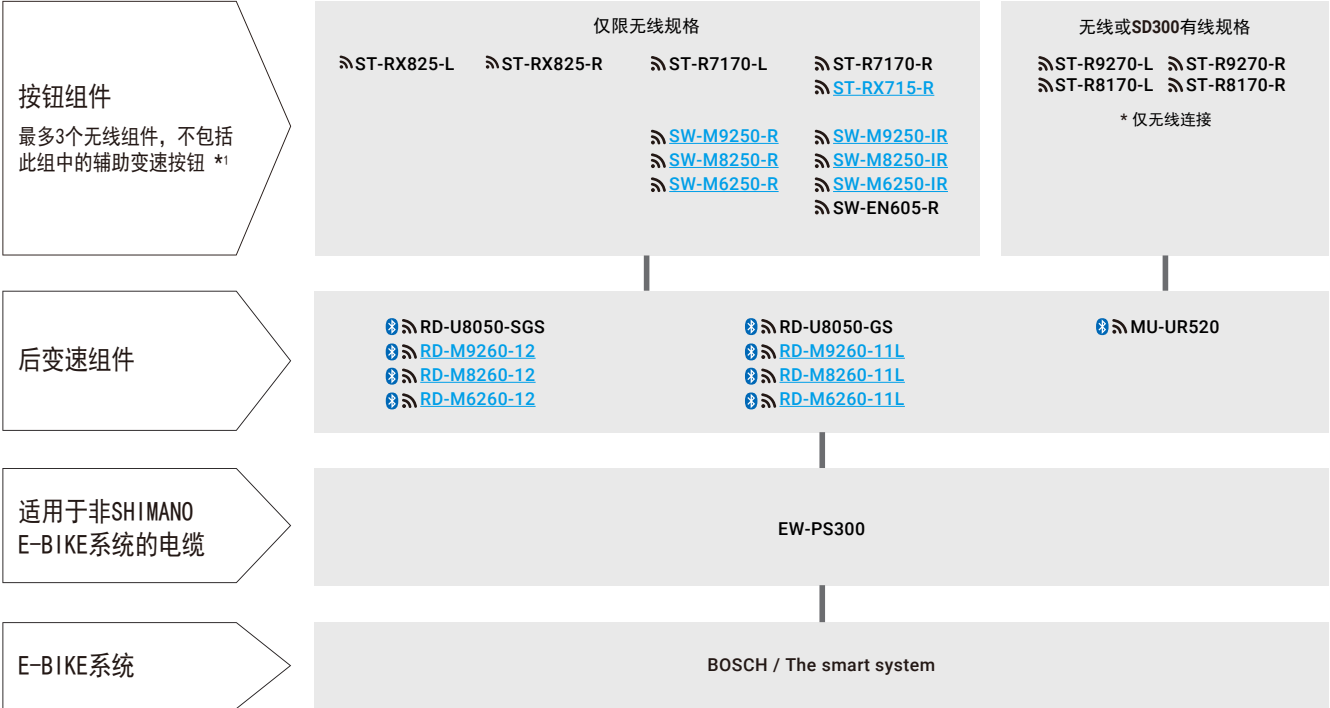 按钮组件
最多3个无线组件，不包括
此组中的辅助变速按钮 *1
仅限无线规格
ST-RX825-L ST-RX825-R ST-R7170-L ST-R7170-R
ST-RX715-R
SW-M9250-R SW-M9250-IR
SW-M8250-R SW-M8250-IR
SW-M6250-R SW-M6250-IR
SW-EN605-R
无线或SD300有线规格
ST-R9270-L ST-R9270-R
ST-R8170-L ST-R8170-R
* 仅无线连接
后变速组件
RD-U8050-SGS RD-U8050-GS MU-UR520
RD-M9260-12 RD-M9260-11L
RD-M8260-12 RD-M8260-11L
RD-M6260-12 RD-M6260-11L
适用于非SHIMANO
E-BIKE系统的电缆
EW-PS300
E-BIKE系统
BOSCH / The smart system